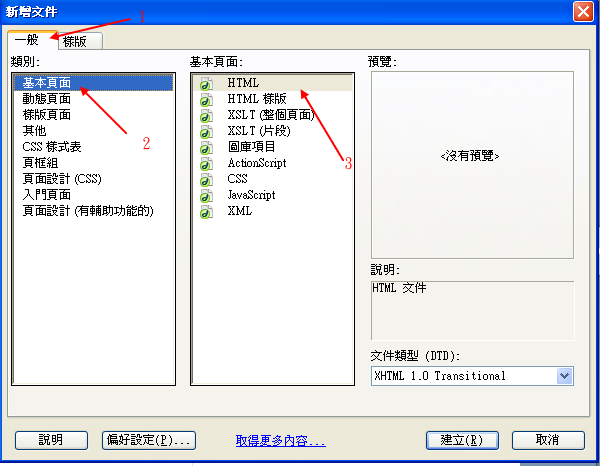 新增文件
1
一般
樣版
類別:
基本頁面
動態頁面
樣版頁面
其他
CSS 樣式表
頁框組
頁面設計 (CSS)
入門頁面
頁面設計 (有輔助功能的)
2
基本頁面:
HTML
HTML 樣版
XSLT (整個頁面)
XSLT (片段)
圖庫項目
ActionScript
CSS
JavaScript
XML
3
預覽:
<沒有預覽>
說明:
HTML 文件
文件類型 (DTD):
XHTML 1.0 Transitional
說明
偏好設定(P)...
取得更多內容...
建立(R)
取消